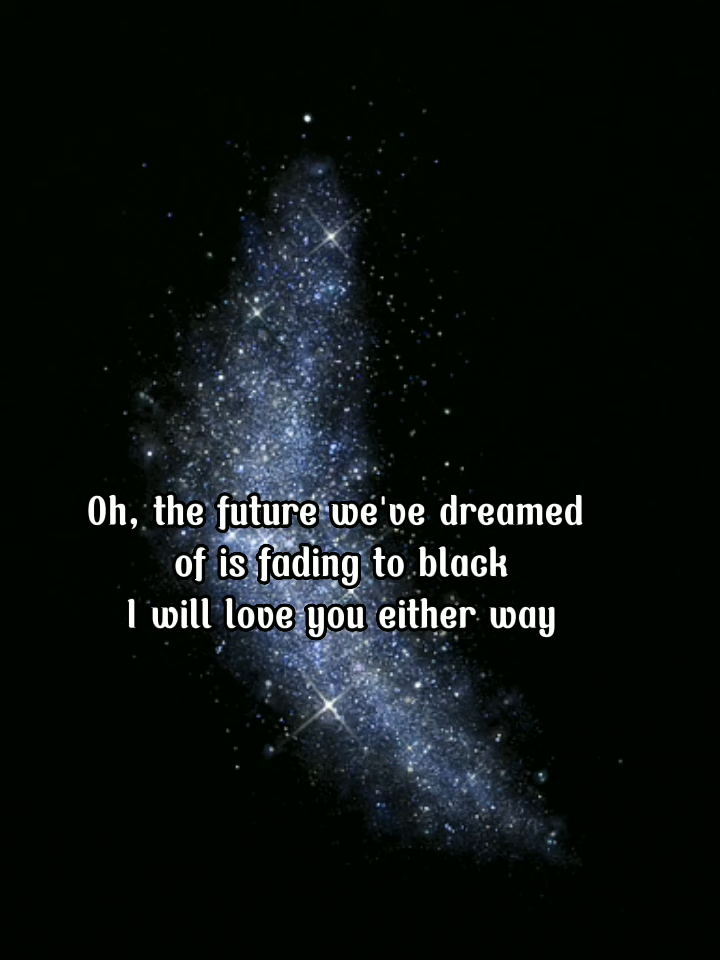 Oh, the future we've dreamed
of is fading to black
I will love you either way